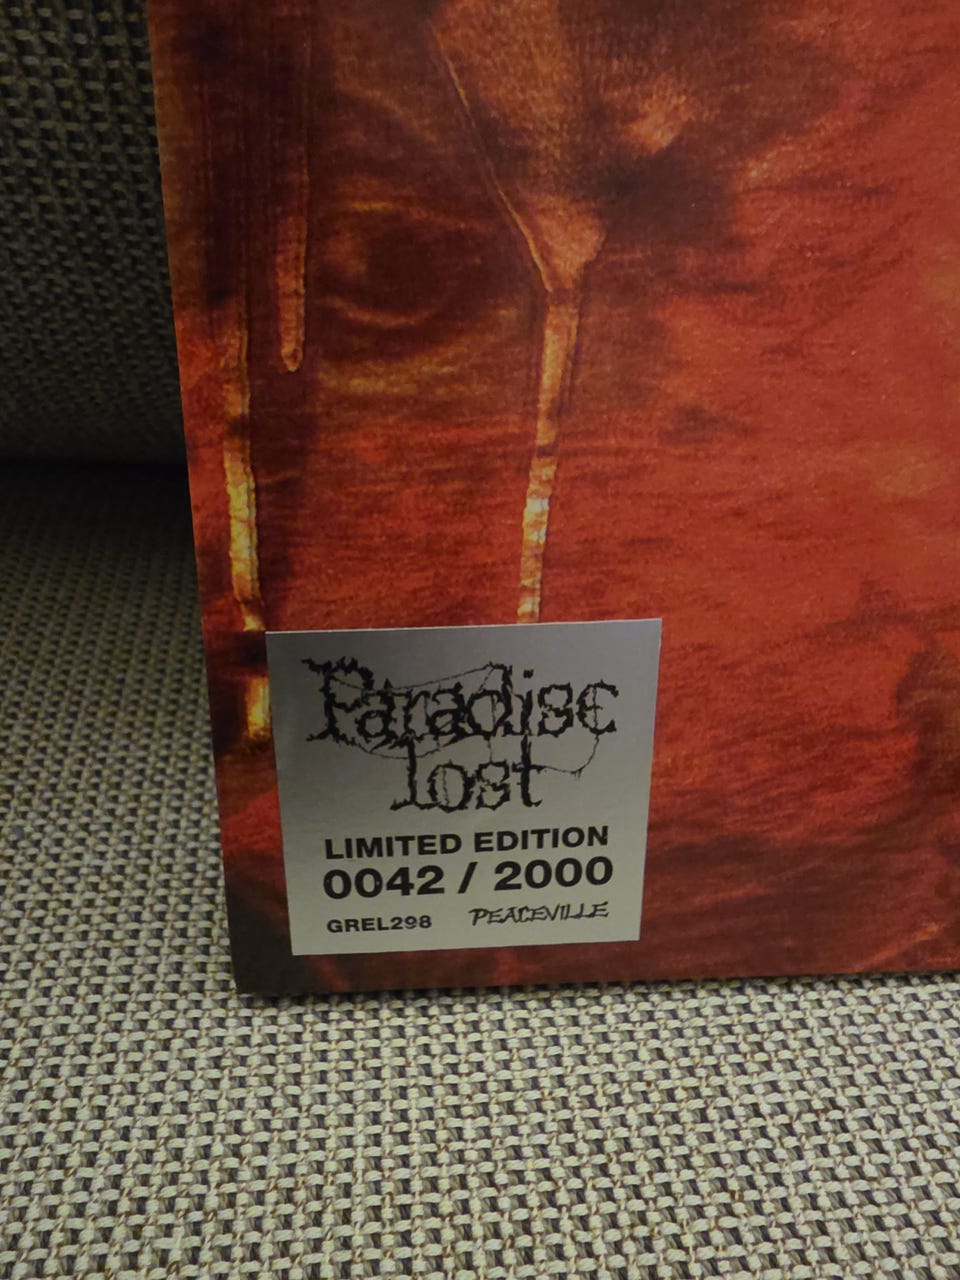 Paradise
Lost
LIMITED EDITION
0042 / 2000
GREL298 PEACEVILLE